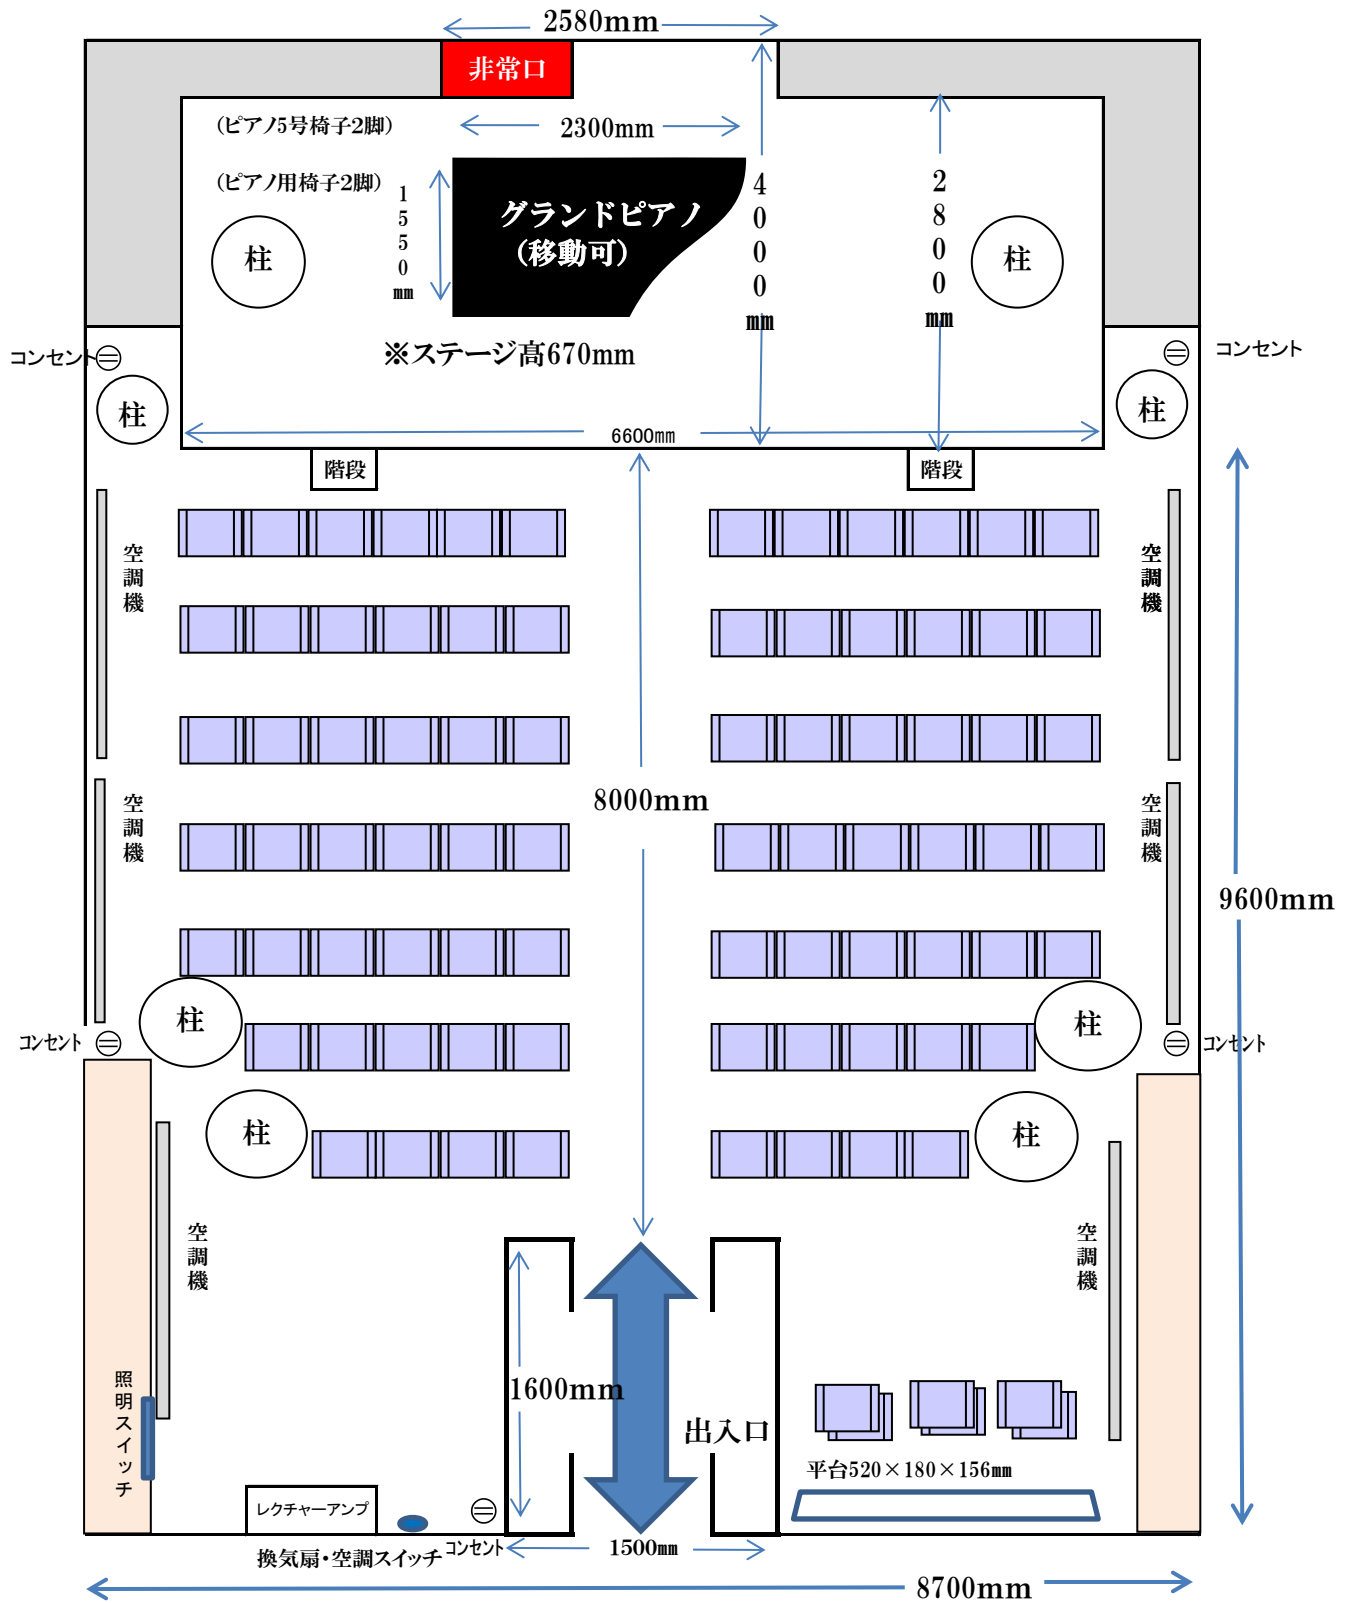 2580mm
非常口
(ピアノ5号椅子2脚)
2300mm
(ピアノ用椅子2脚)
1550mm
グランドピアノ
(移動可)
4000mm
2800mm
柱
柱
※ステージ高670mm
コンセント
コンセント
柱
柱
6600mm
階段
階段
空調機
空調機
8000mm
空調機
空調機
9600mm
柱
柱
コンセント
コンセント
柱
柱
空調機
空調機
照明スイッチ
1600mm
出入口
平台520×180×156mm
レクチャーアンプ
換気扇・空調スイッチ
コンセント
1500mm
8700mm